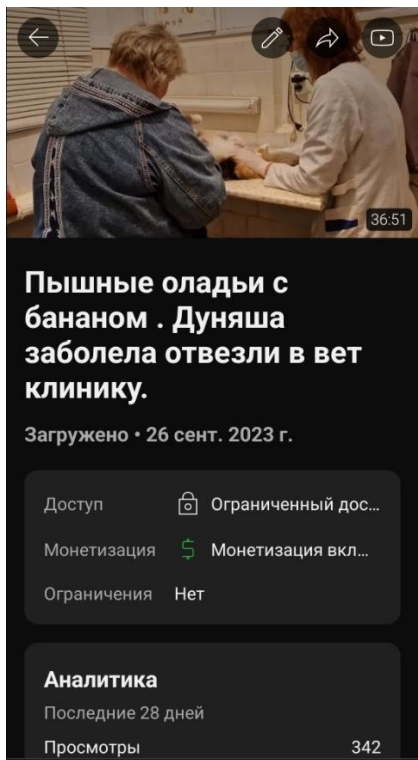 36:51
Пышные оладьи с
бананом . Дуняша
заболела отвезли в вет
клинику.
Загружено • 26 сент. 2023 г.
Доступ Ограниченный дос...
Монетизация Монетизация вкл...
Ограничения Нет
Аналитика
Последние 28 дней
Просмотры 342